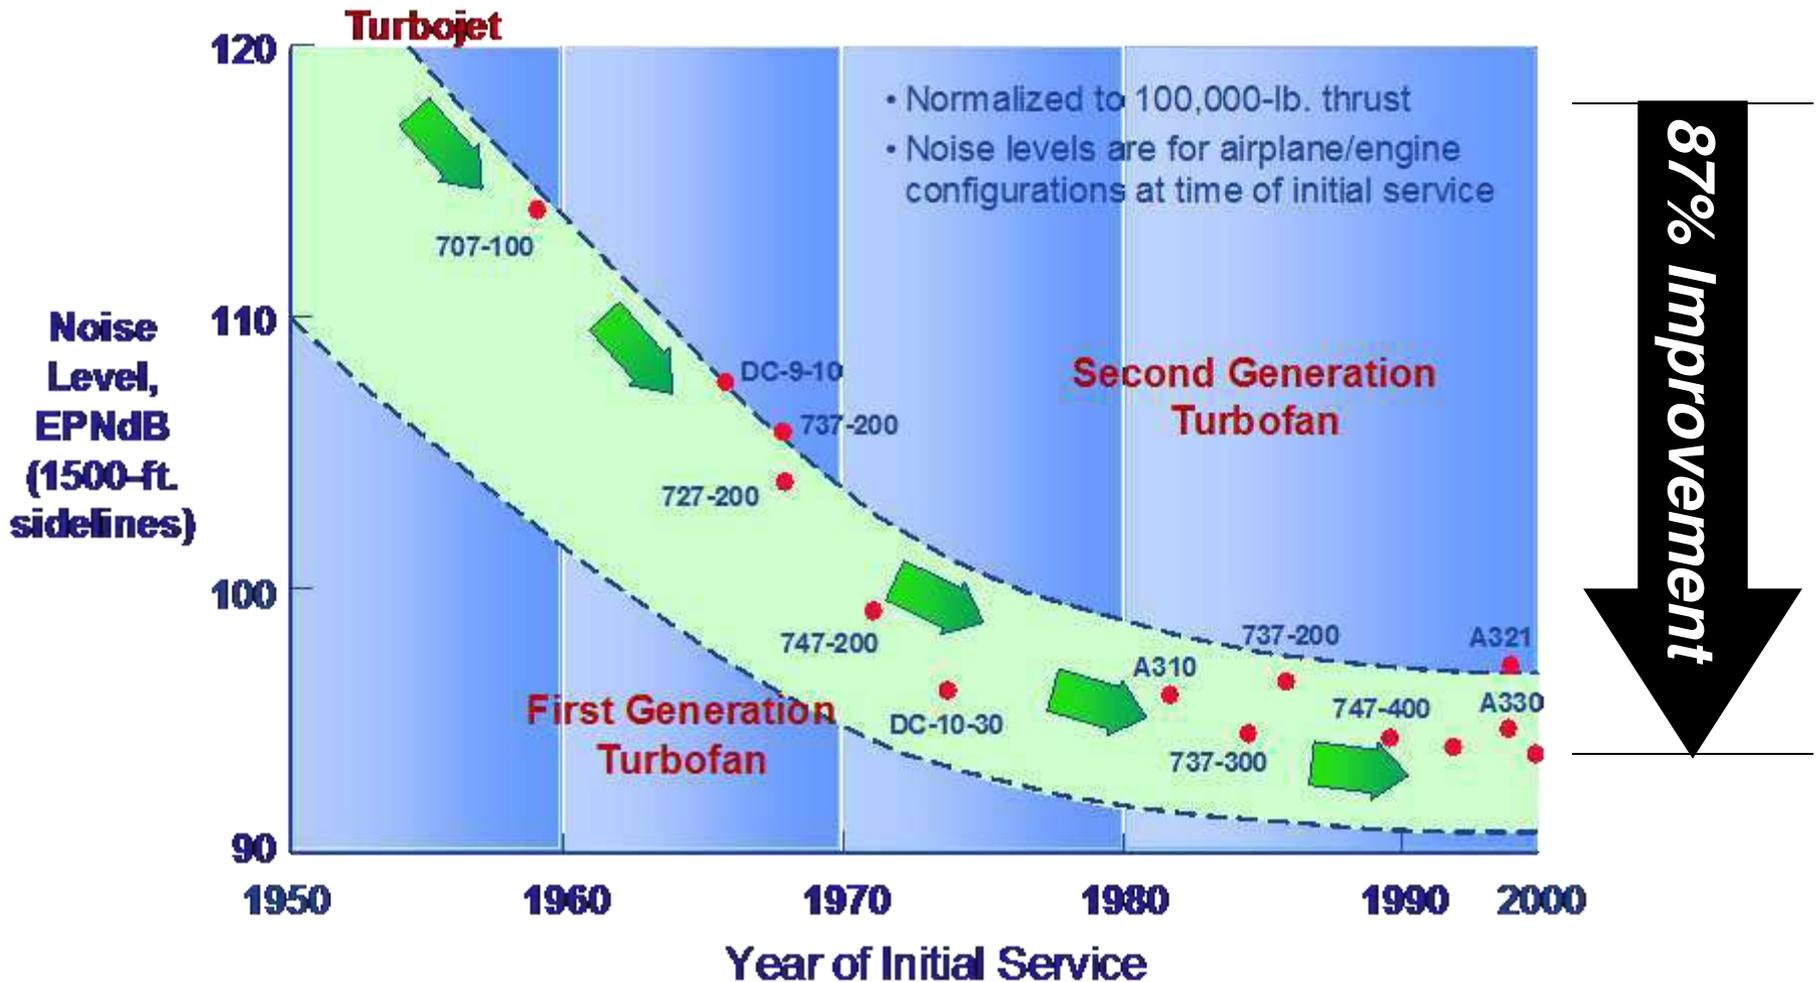 Turbojet
120
• Normalized to 100,000-lb. thrust
• Noise levels are for airplane/engine
configurations at time of initial service
707-100
110
Noise
Level,
EPNdB
(1500-ft.
sidelines)
DC-9-10
737-200
727-200
Second Generation
Turbofan
100
747-200
DC-10-30
A310
737-200
A321
747-400
A330
737-300
First Generation
Turbofan
90
1950
1960
1970
1980
1990
2000
Year of Initial Service
87% Improvement